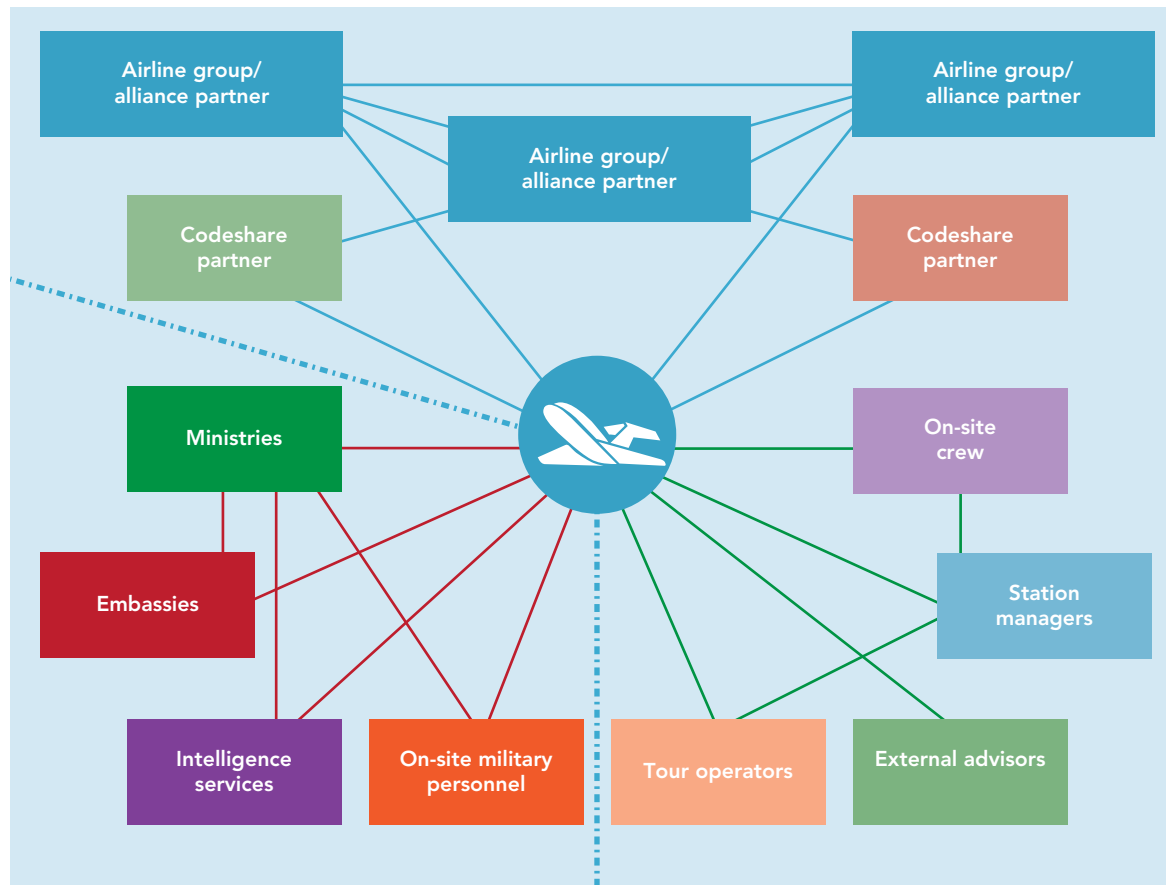 Airline group/
alliance partner
Airline group/
alliance partner
Airline group/
alliance partner
Codeshare
partner
Codeshare
partner
Ministries
On-site
crew
Embassies
Station
managers
Intelligence
services
On-site military
personnel
Tour operators
External advisors